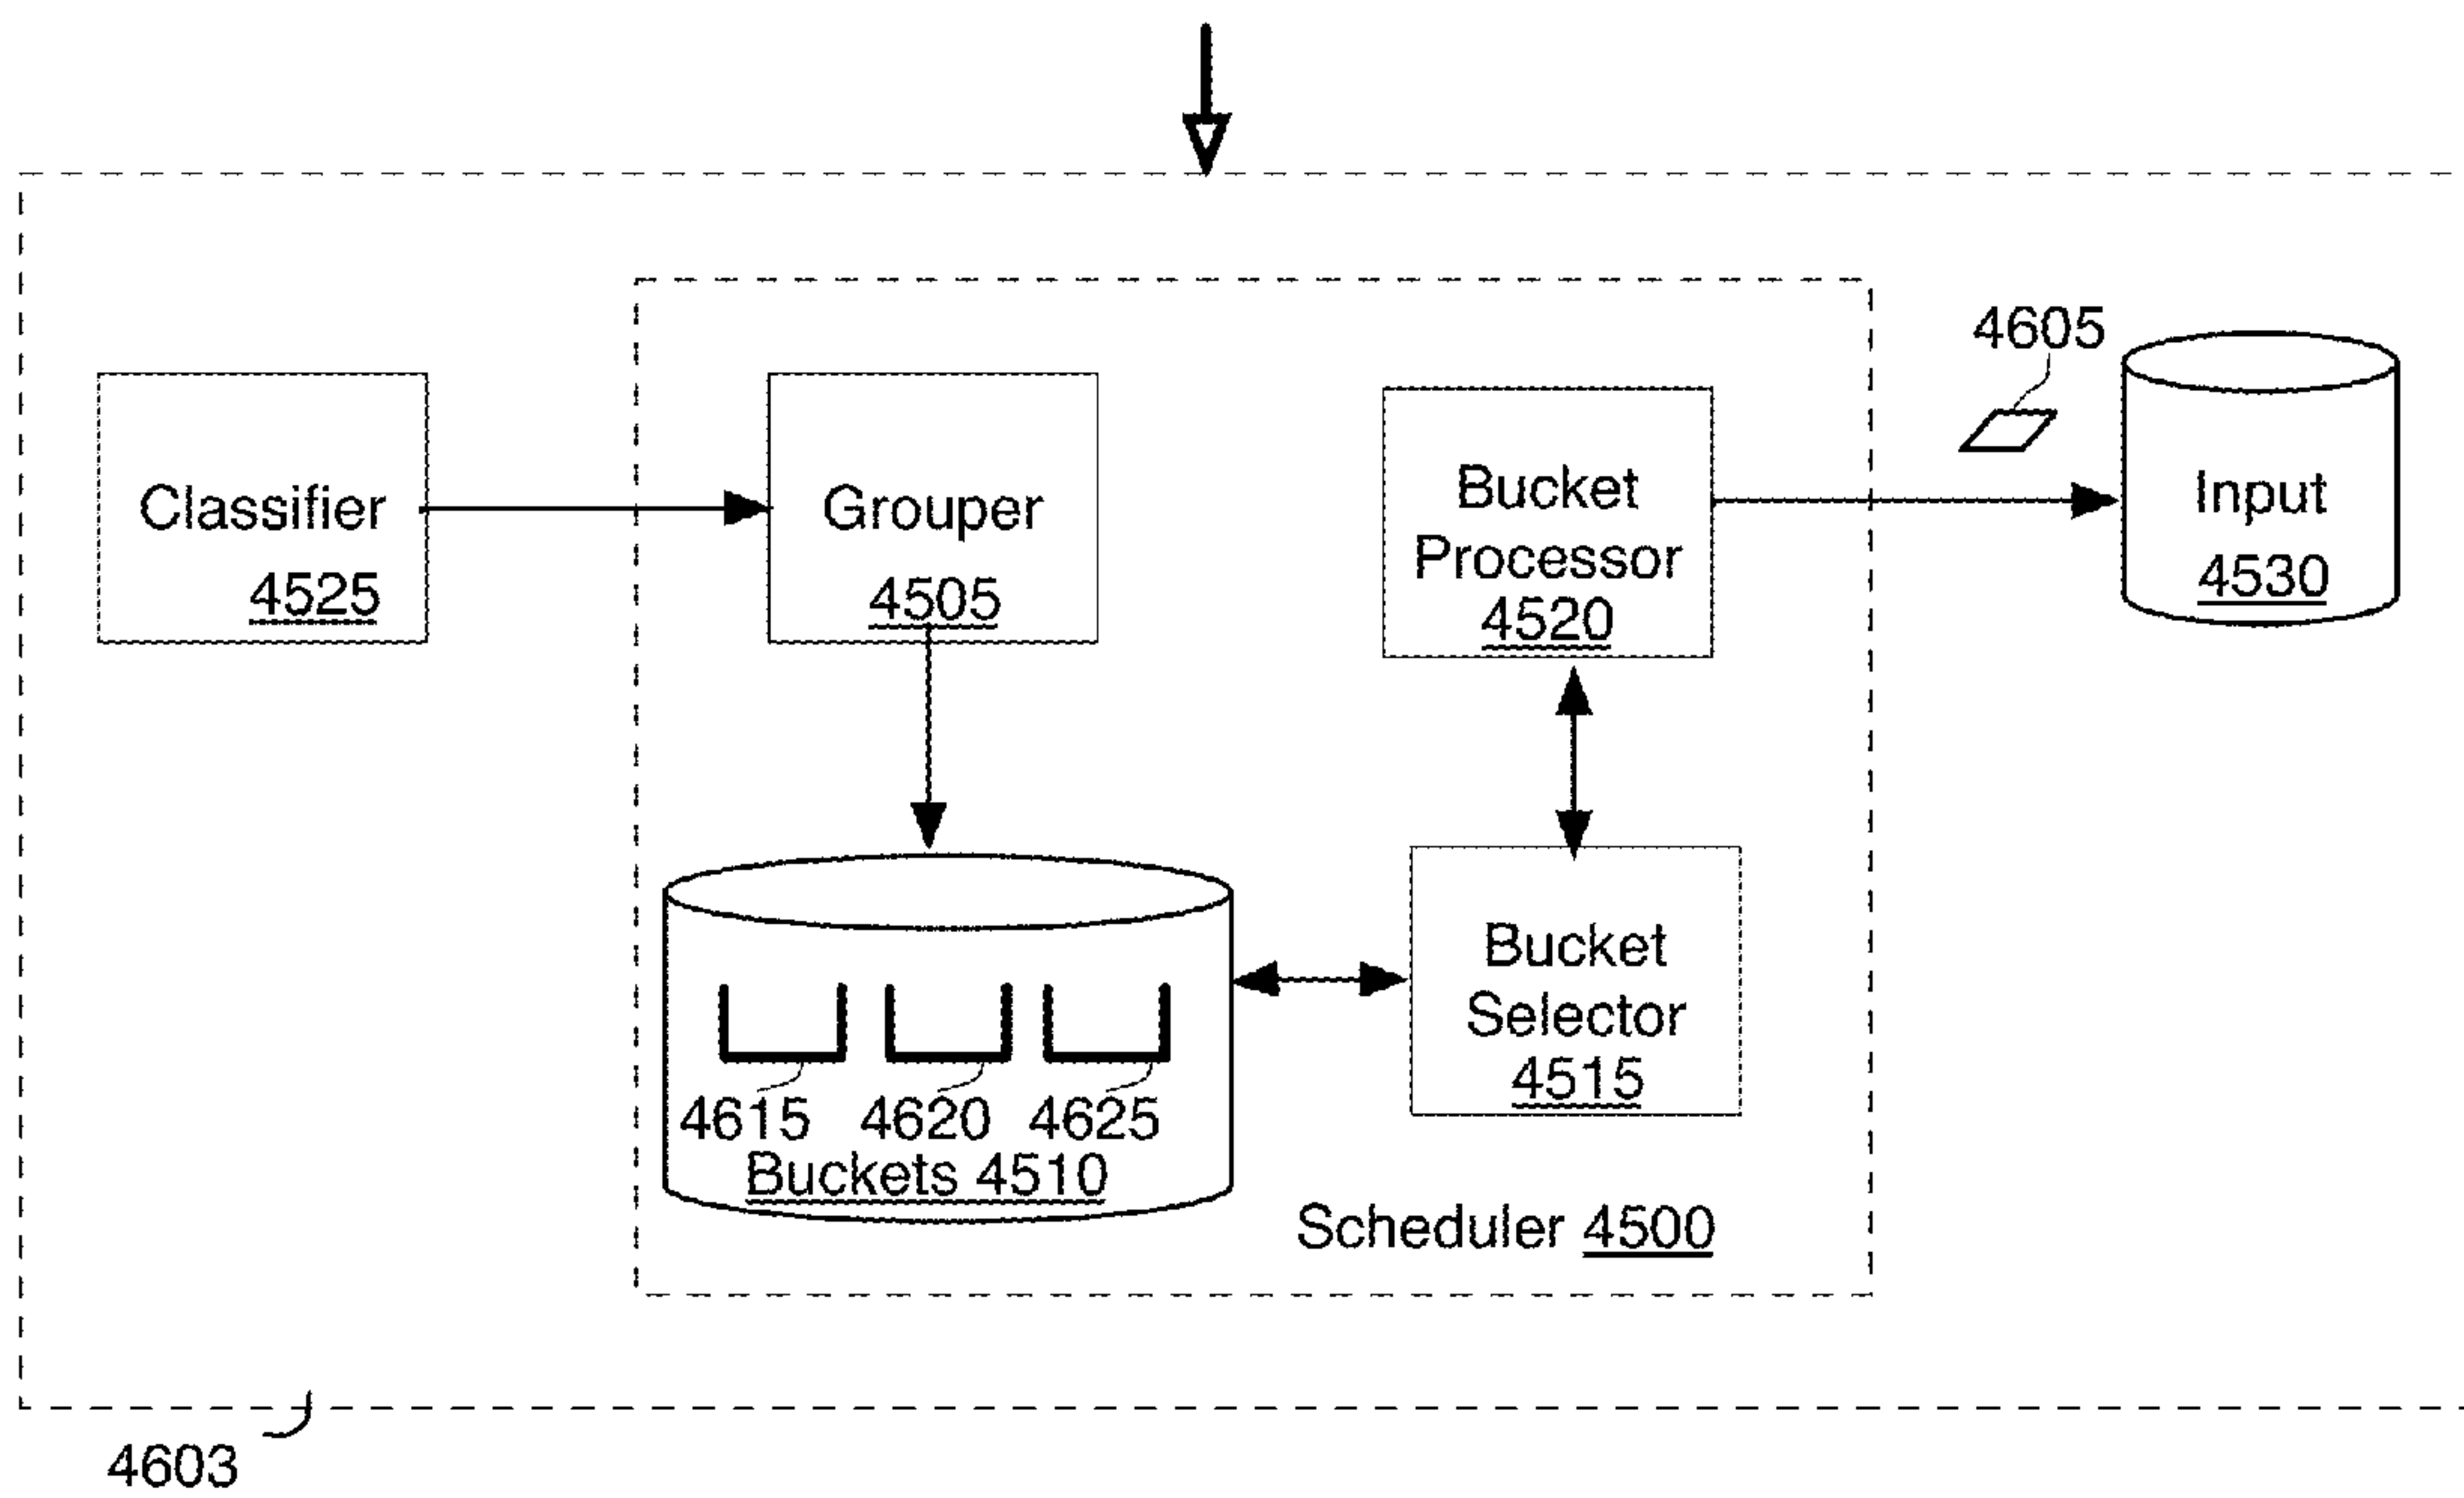 4605
Classifier
4525
Grouper
4505
Bucket
Processor
4520
Input
4530
Bucket
Selector
4515
4615 4620 4625
Buckets 4510
Scheduler 4500
4603